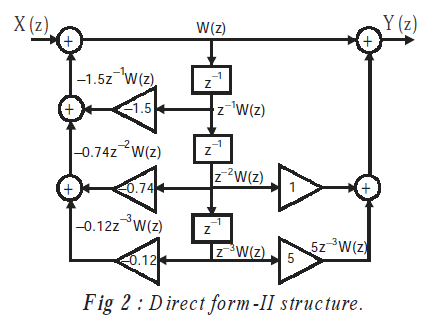 X (z)
W(z)
Y (z)
+
+
–1.5z⁻¹W(z)
z⁻¹
+
–1.5
z⁻¹W(z)
–0.74z⁻²W(z)
z⁻¹
z⁻²W(z)
+
–0.74
1
+
–0.12z⁻³W(z)
z⁻¹
z⁻³W(z)
5z⁻³W(z)
–0.12
5
Fig 2 : Direct form-II structure.